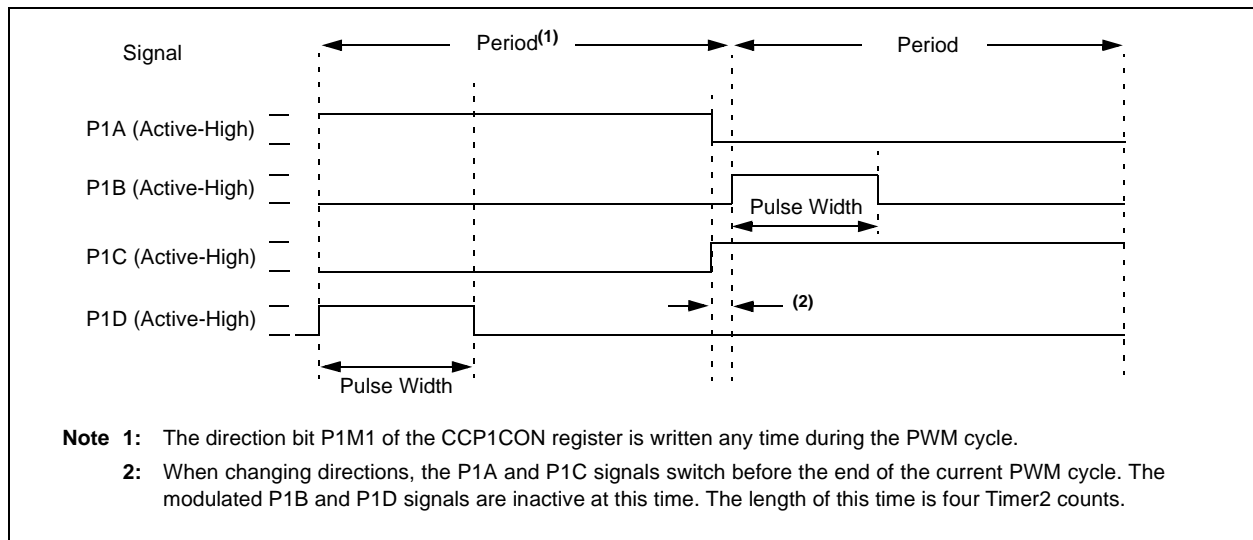 Signal
Period(1)
Period
P1A (Active-High)
P1B (Active-High)
Pulse Width
P1C (Active-High)
(2)
P1D (Active-High)
Pulse Width
Note 1: The direction bit P1M1 of the CCP1CON register is written any time during the PWM cycle.
2: When changing directions, the P1A and P1C signals switch before the end of the current PWM cycle. The
modulated P1B and P1D signals are inactive at this time. The length of this time is four Timer2 counts.